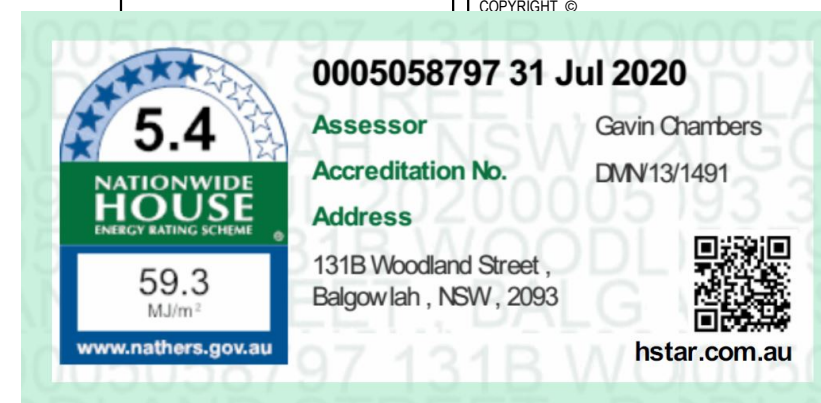 COPYRIGHT ©
0005058797 31 Jul 2020
5.4
NATIONWIDE
HOUSE
ENERGY RATING SCHEME
59.3
MJ/m²
www.nathers.gov.au
Assessor Gavin Chambers
Accreditation No. DMN/13/1491
Address
131B Woodland Street ,
Balgowlah , NSW , 2093
hstar.com.au